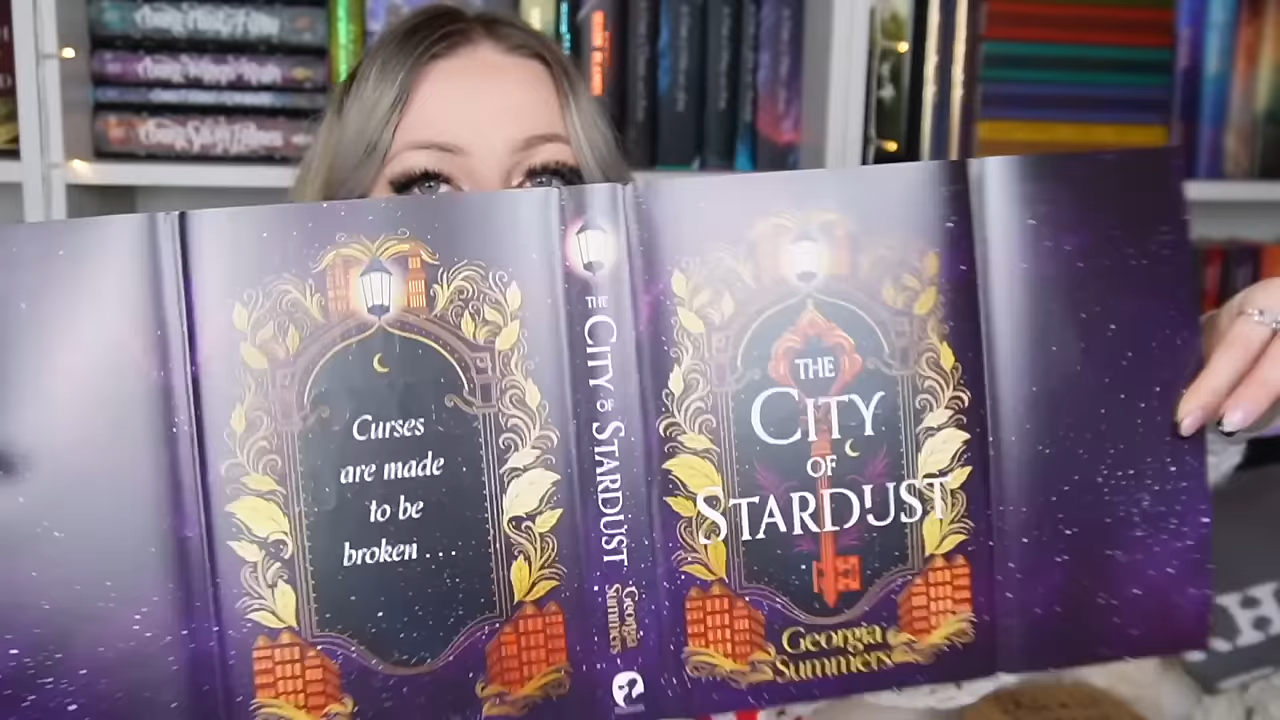 Curses
are made
to be
broken . . .
THE CITY OF STARDUST
Georgia
Summers
THE
CITY
OF
STARDUST
Georgia
Summers